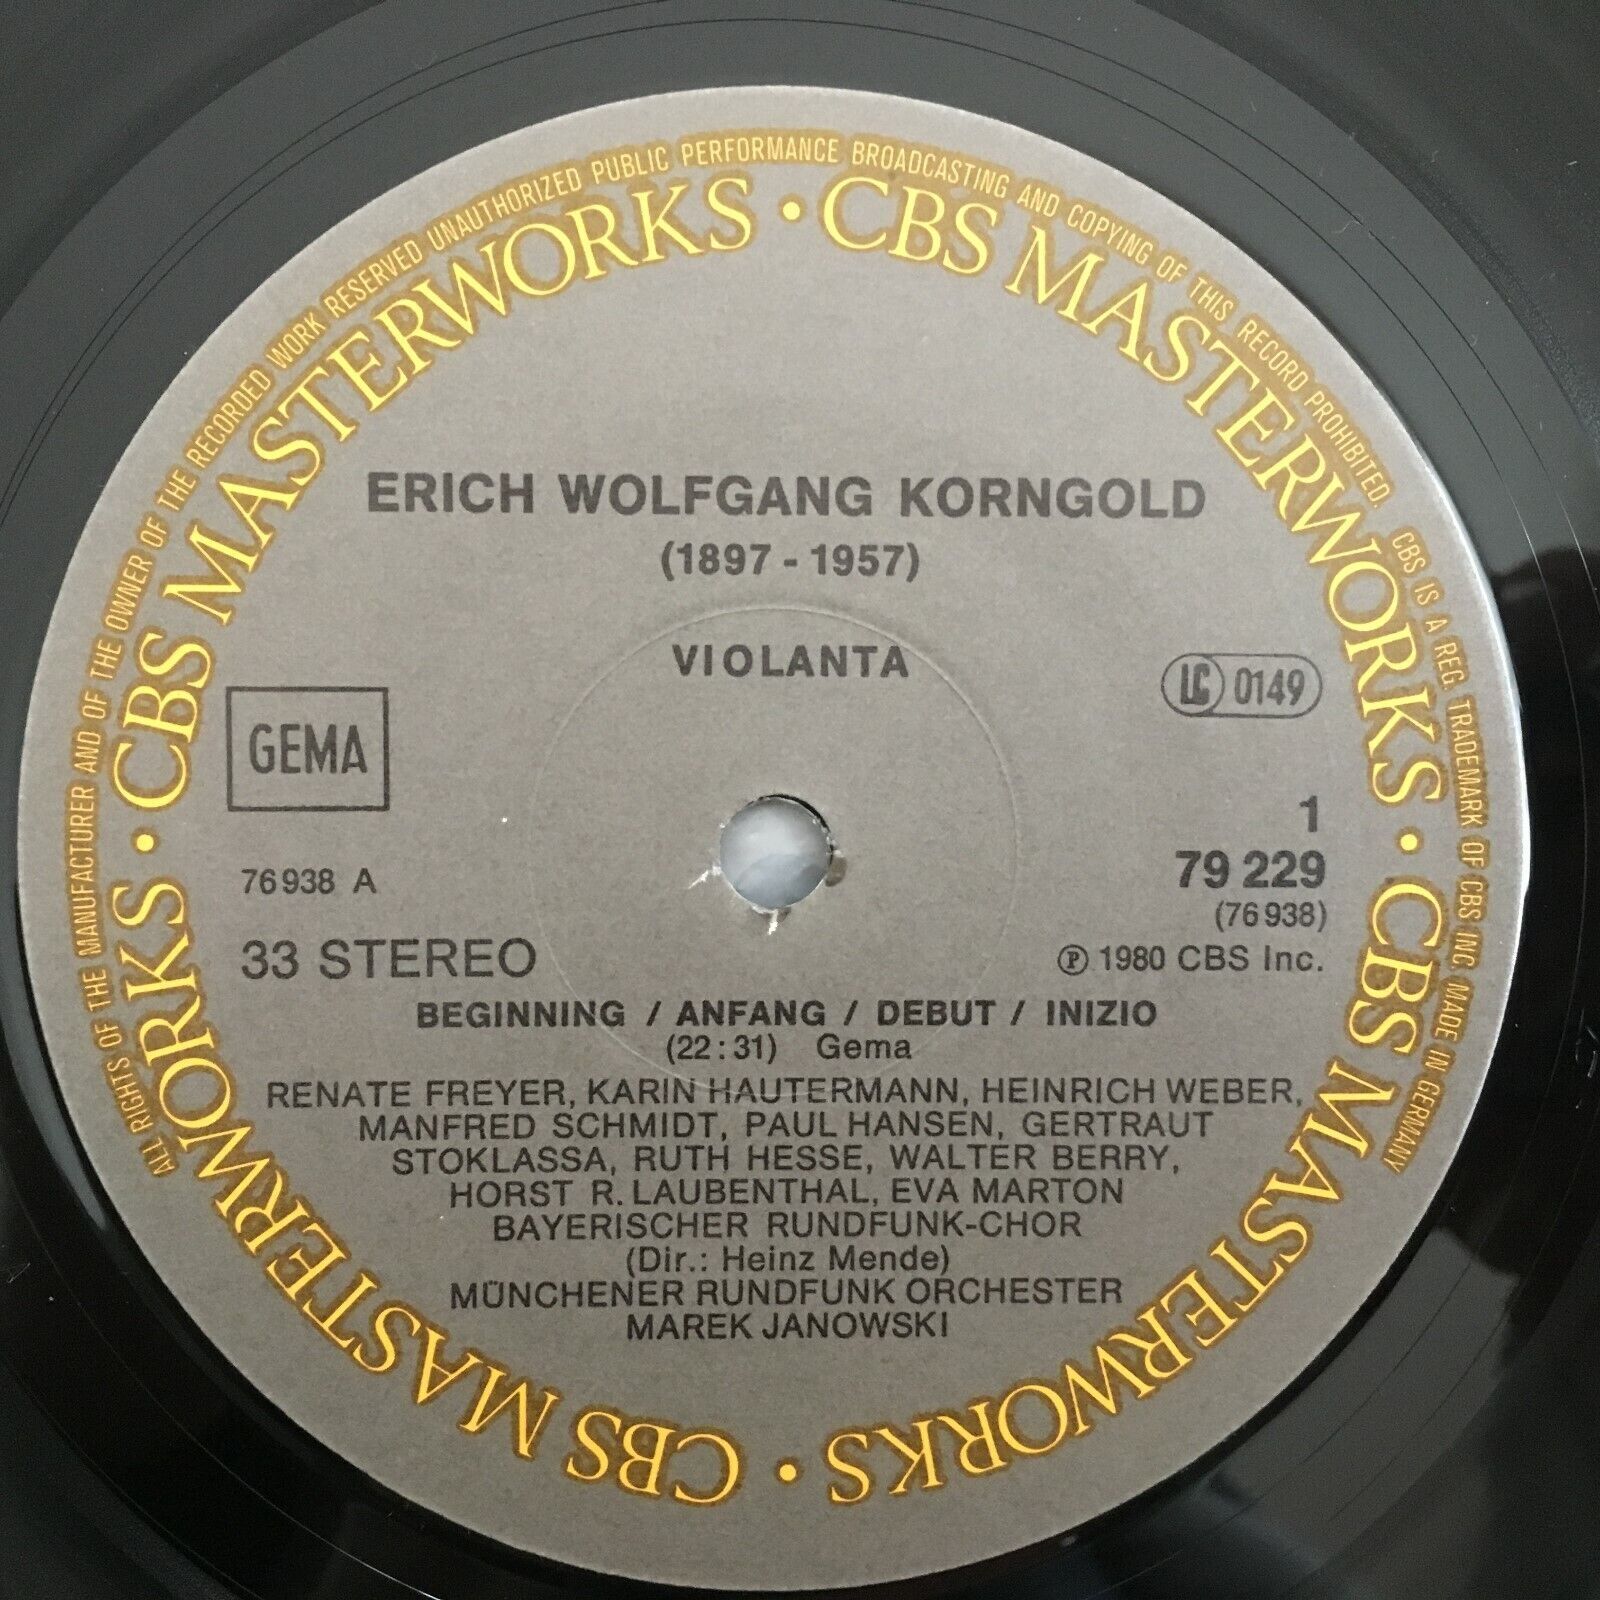 ALL RIGHTS OF THE MANUFACTURER AND OF THE OWNER OF THE RECORDED WORK RESERVED UNAUTHORIZED PUBLIC PERFORMANCE BROADCASTING AND COPYING OF THIS RECORD PROHIBITED. CBS IS A REG. TRADEMARK OF CBS INC. MADE IN GERMANY
CBS MASTERWORKS · CBS MASTERWORKS · CBS MASTERWORKS · CBS MASTERWORKS ·
ERICH WOLFGANG KORNGOLD
(1897 - 1957)
VIOLANTA
GEMA
LC 0149
1
76938 A
79 229
(76 938)
33 STEREO
℗ 1980 CBS Inc.
BEGINNING / ANFANG / DEBUT / INIZIO
(22:31) Gema
RENATE FREYER, KARIN HAUTERMANN, HEINRICH WEBER,
MANFRED SCHMIDT, PAUL HANSEN, GERTRAUT
STOKLASSA, RUTH HESSE, WALTER BERRY,
HORST R. LAUBENTHAL, EVA MARTON
BAYERISCHER RUNDFUNK-CHOR
(Dir.: Heinz Mende)
MÜNCHENER RUNDFUNK ORCHESTER
MAREK JANOWSKI